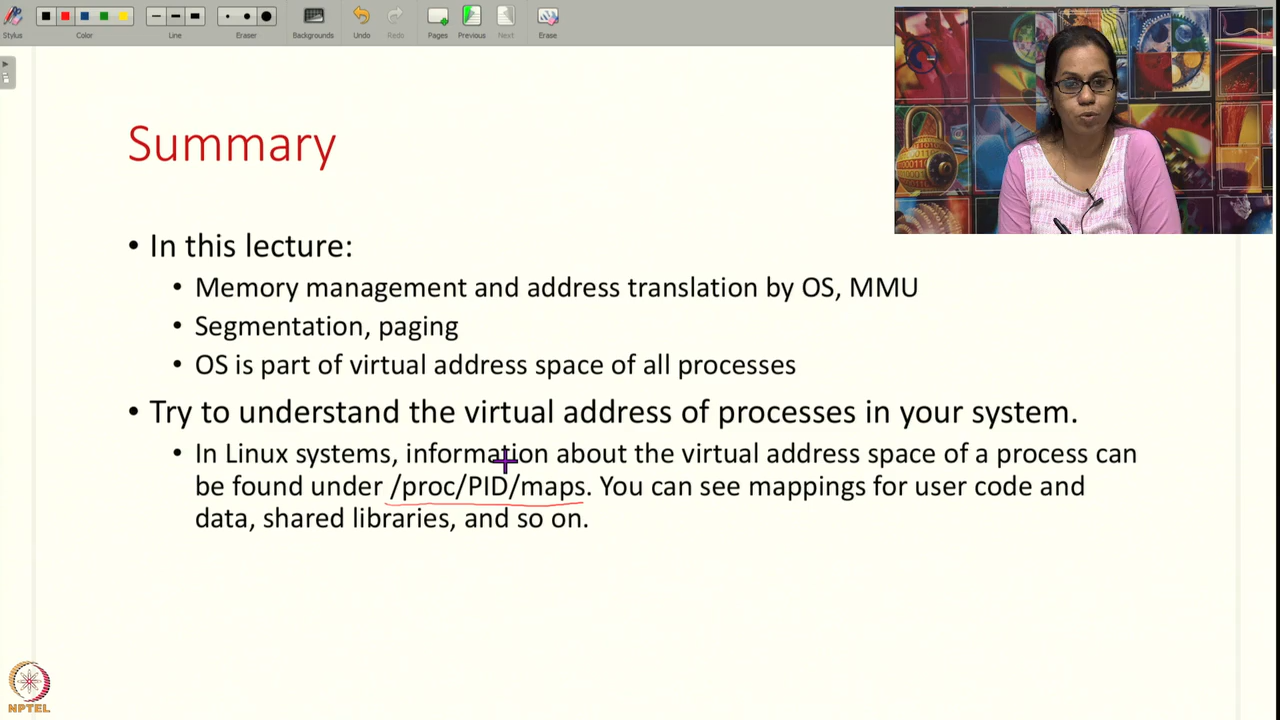 Stylus
Color
Line
Eraser
Backgrounds
Undo
Redo
Pages
Previous
Next
Erase
Summary
• In this lecture:
• Memory management and address translation by OS, MMU
• Segmentation, paging
• OS is part of virtual address space of all processes
• Try to understand the virtual address of processes in your system.
• In Linux systems, information about the virtual address space of a process can
be found under /proc/PID/maps. You can see mappings for user code and
data, shared libraries, and so on.
NPTEL